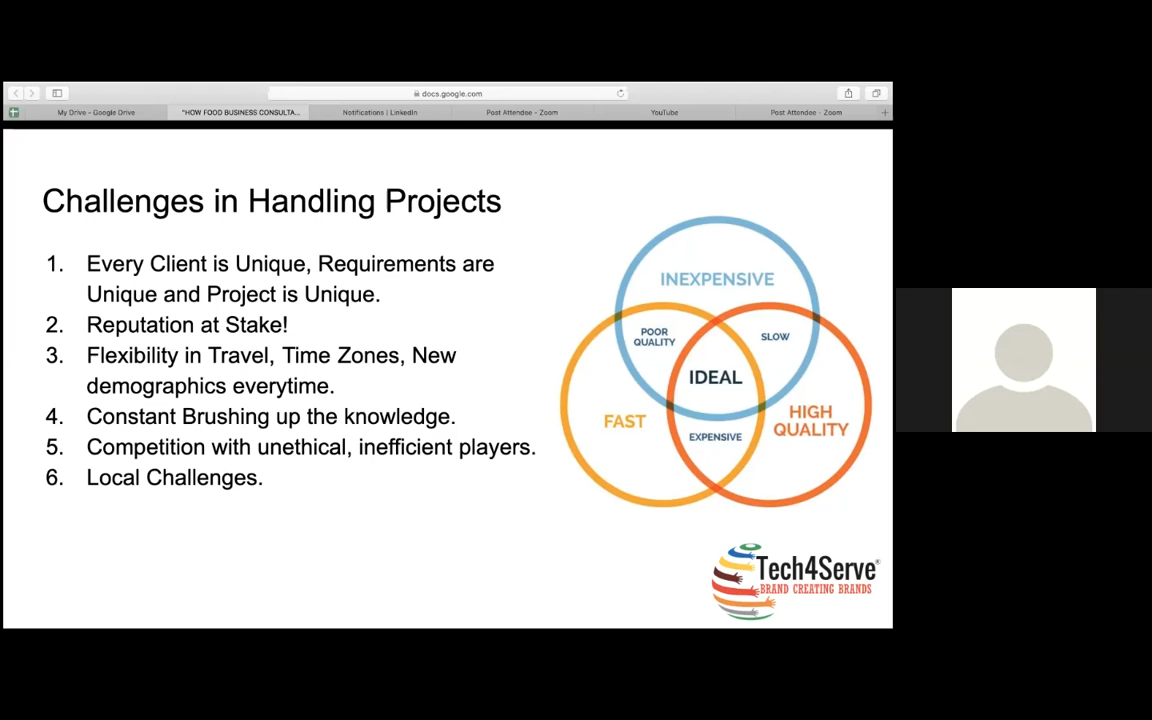 docs.google.com
My Drive – Google Drive
"HOW FOOD BUSINESS CONSULTA...
Notifications | LinkedIn
Post Attendee - Zoom
YouTube
Post Attendee - Zoom
Challenges in Handling Projects
1. Every Client is Unique, Requirements are
Unique and Project is Unique.
2. Reputation at Stake!
3. Flexibility in Travel, Time Zones, New
demographics everytime.
4. Constant Brushing up the knowledge.
5. Competition with unethical, inefficient players.
6. Local Challenges.
INEXPENSIVE
POOR
QUALITY
SLOW
IDEAL
FAST
HIGH
QUALITY
EXPENSIVE
Tech4Serve®
BRAND CREATING BRANDS